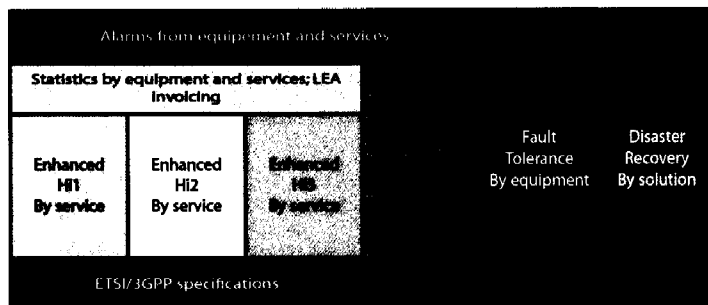 Alarms from equipement and services
Statistics by equipment and services; LEA
invoicing
Enhanced
HI1
By service
Enhanced
Hi2
By service
Enhanced
HI3
By service
Fault
Tolerance
By equipment
Disaster
Recovery
By solution
ETSI/3GPP specifications